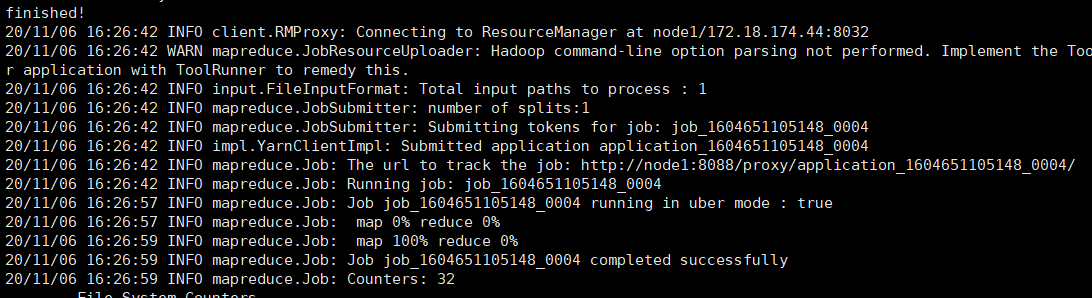 finished!
20/11/06 16:26:42 INFO client.RMProxy: Connecting to ResourceManager at node1/172.18.174.44:8032
20/11/06 16:26:42 WARN mapreduce.JobResourceUploader: Hadoop command-line option parsing not performed. Implement the Too
r application with ToolRunner to remedy this.
20/11/06 16:26:42 INFO input.FileInputFormat: Total input paths to process : 1
20/11/06 16:26:42 INFO mapreduce.JobSubmitter: number of splits:1
20/11/06 16:26:42 INFO mapreduce.JobSubmitter: Submitting tokens for job: job_1604651105148_0004
20/11/06 16:26:42 INFO impl.YarnClientImpl: Submitted application application_1604651105148_0004
20/11/06 16:26:42 INFO mapreduce.Job: The url to track the job: http://node1:8088/proxy/application_1604651105148_0004/
20/11/06 16:26:42 INFO mapreduce.Job: Running job: job_1604651105148_0004
20/11/06 16:26:57 INFO mapreduce.Job: Job job_1604651105148_0004 running in uber mode : true
20/11/06 16:26:57 INFO mapreduce.Job:  map 0% reduce 0%
20/11/06 16:26:59 INFO mapreduce.Job:  map 100% reduce 0%
20/11/06 16:26:59 INFO mapreduce.Job: Job job_1604651105148_0004 completed successfully
20/11/06 16:26:59 INFO mapreduce.Job: Counters: 32
File System Counters